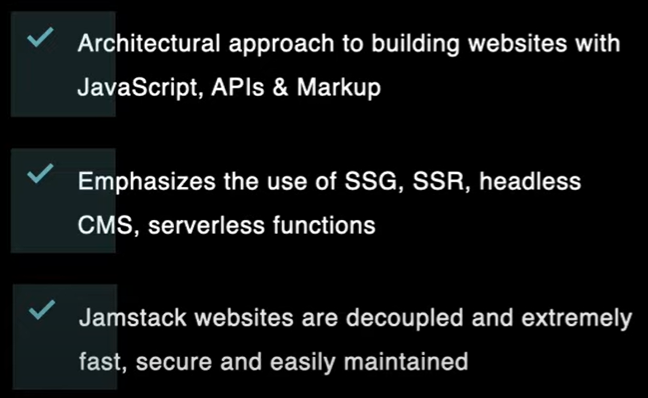 Architectural approach to building websites with
JavaScript, APIs & Markup
Emphasizes the use of SSG, SSR, headless
CMS, serverless functions
Jamstack websites are decoupled and extremely
fast, secure and easily maintained